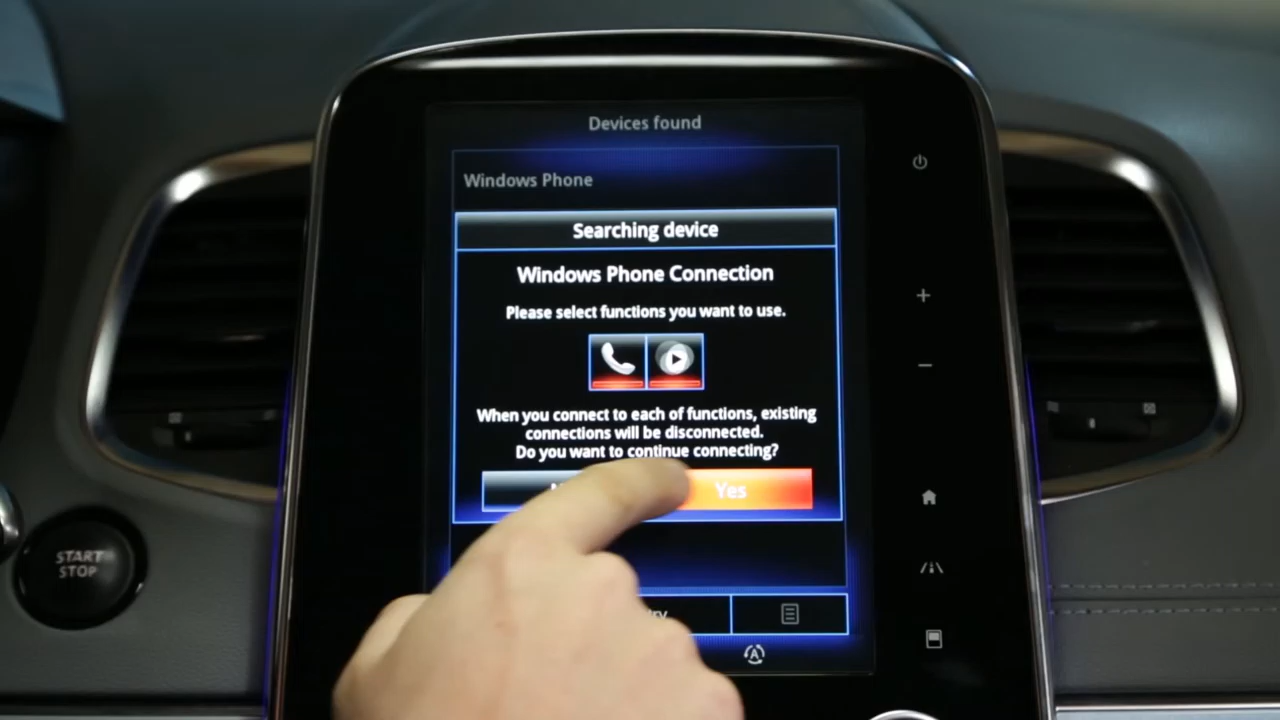 Devices found
Windows Phone
Searching device
Windows Phone Connection
Please select functions you want to use.
When you connect to each of functions, existing
connections will be disconnected.
Do you want to continue connecting?
Yes
START
STOP
A